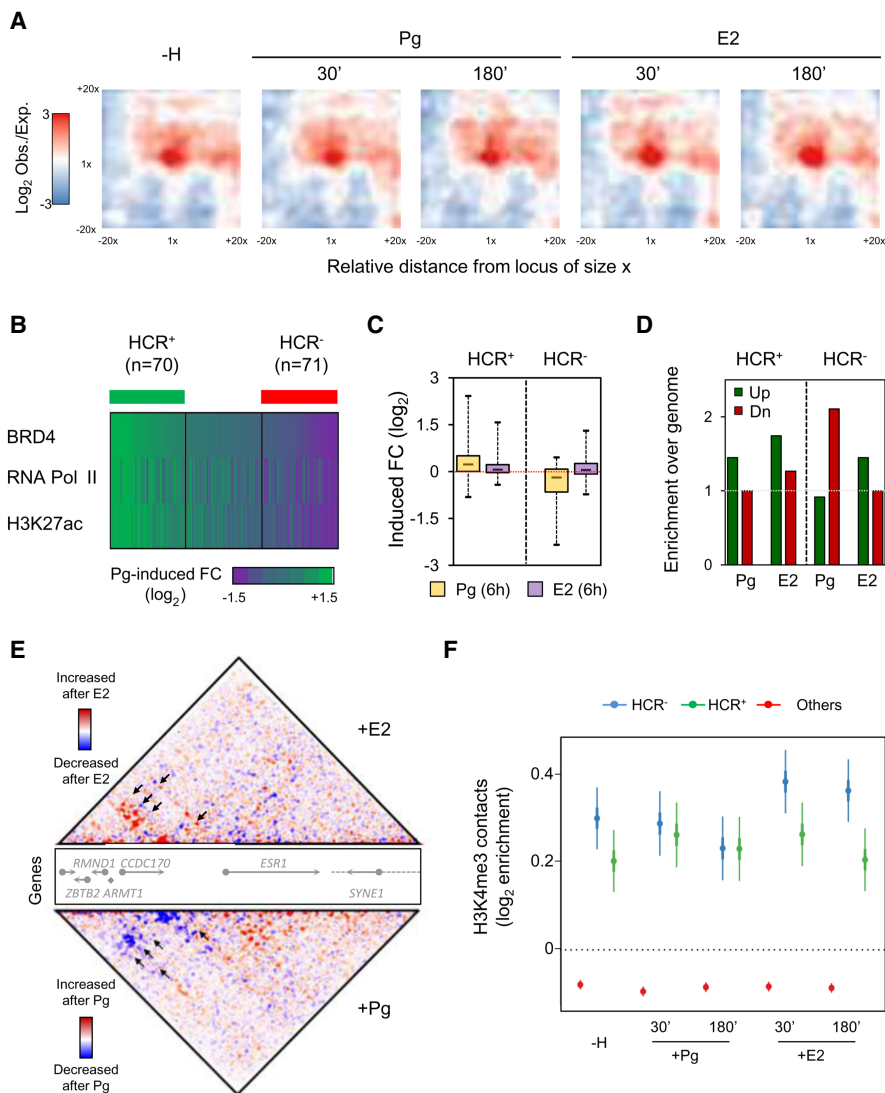 A
-H
Pg
E2
30’
180’
30’
180’
Log2 Obs./Exp.
3
-3
+20x
1x
-20x
-20x 1x +20x
-20x 1x +20x
-20x 1x +20x
-20x 1x +20x
-20x 1x +20x
Relative distance from locus of size x
B
HCR+
(n=70)
HCR-
(n=71)
BRD4
RNA Pol II
H3K27ac
Pg-induced FC
(log2)
-1.5
+1.5
C
HCR+
HCR-
Induced FC (log2)
3
1.5
0
-1.5
-3
Pg (6h)
E2 (6h)
D
HCR+
HCR-
Enrichment over genome
2
1
0
Up
Dn
Pg
E2
Pg
E2
E
Increased
after E2
Decreased
after E2
+E2
Genes
RMND1
CCDC170
ESR1
ZBTB2
ARMT1
SYNE1
Increased
after Pg
Decreased
after Pg
+Pg
F
HCR-
HCR+
Others
H3K4me3 contacts
(log2 enrichment)
0.4
0.2
0
-H
30’
180’
+Pg
30’
180’
+E2